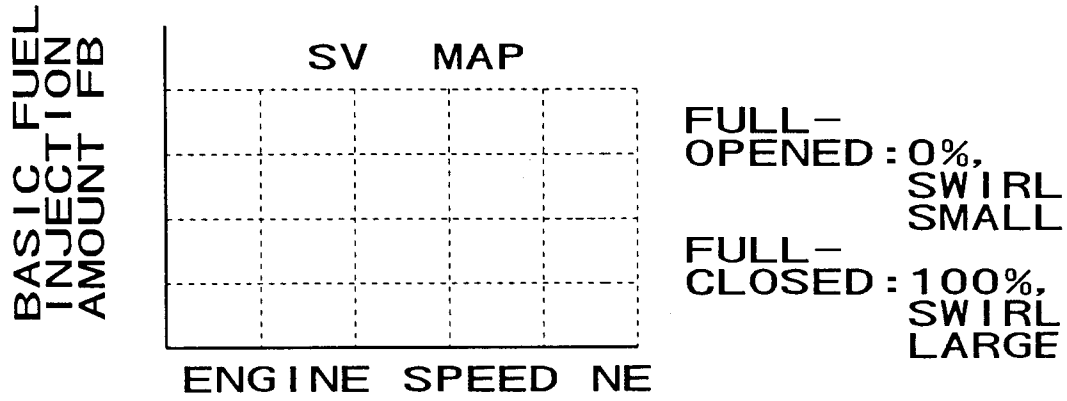 BASIC FUEL
INJECTION
AMOUNT FB
SV MAP
ENGINE SPEED NE
FULL-
OPENED:0%,
SWIRL
SMALL
FULL-
CLOSED:100%,
SWIRL
LARGE